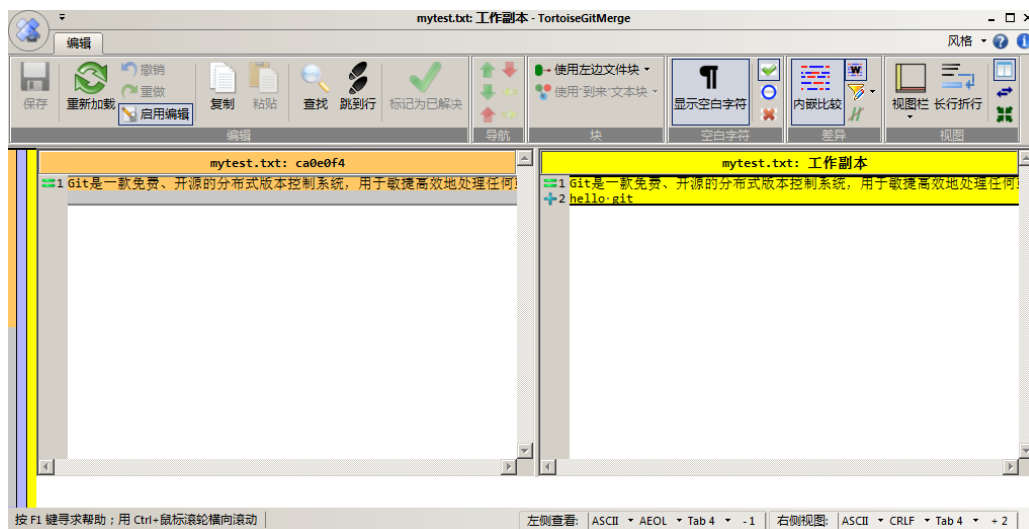 mytest.txt: 工作副本 - TortoiseGitMerge
编辑
风格
保存
重新加载
撤销
重做
启用编辑
复制
粘贴
查找
跳到行
标记为已解决
使用左边文件块
使用“到来”文本块
显示空白字符
内嵌比较
视图栏
长行折行
编辑
导航
块
空白字符
差异
视图
mytest.txt: ca0e0f4
mytest.txt: 工作副本
1 Git是一款免费、开源的分布式版本控制系统，用于敏捷高效地处理任何
1 Git是一款免费、开源的分布式版本控制系统，用于敏捷高效地处理任何
2 hello·git
按 F1 键寻求帮助；用 Ctrl+鼠标滚轮横向滚动
左侧查看: ASCII AEOL Tab 4 - 1
右侧视图: ASCII CRLF Tab 4 + 2